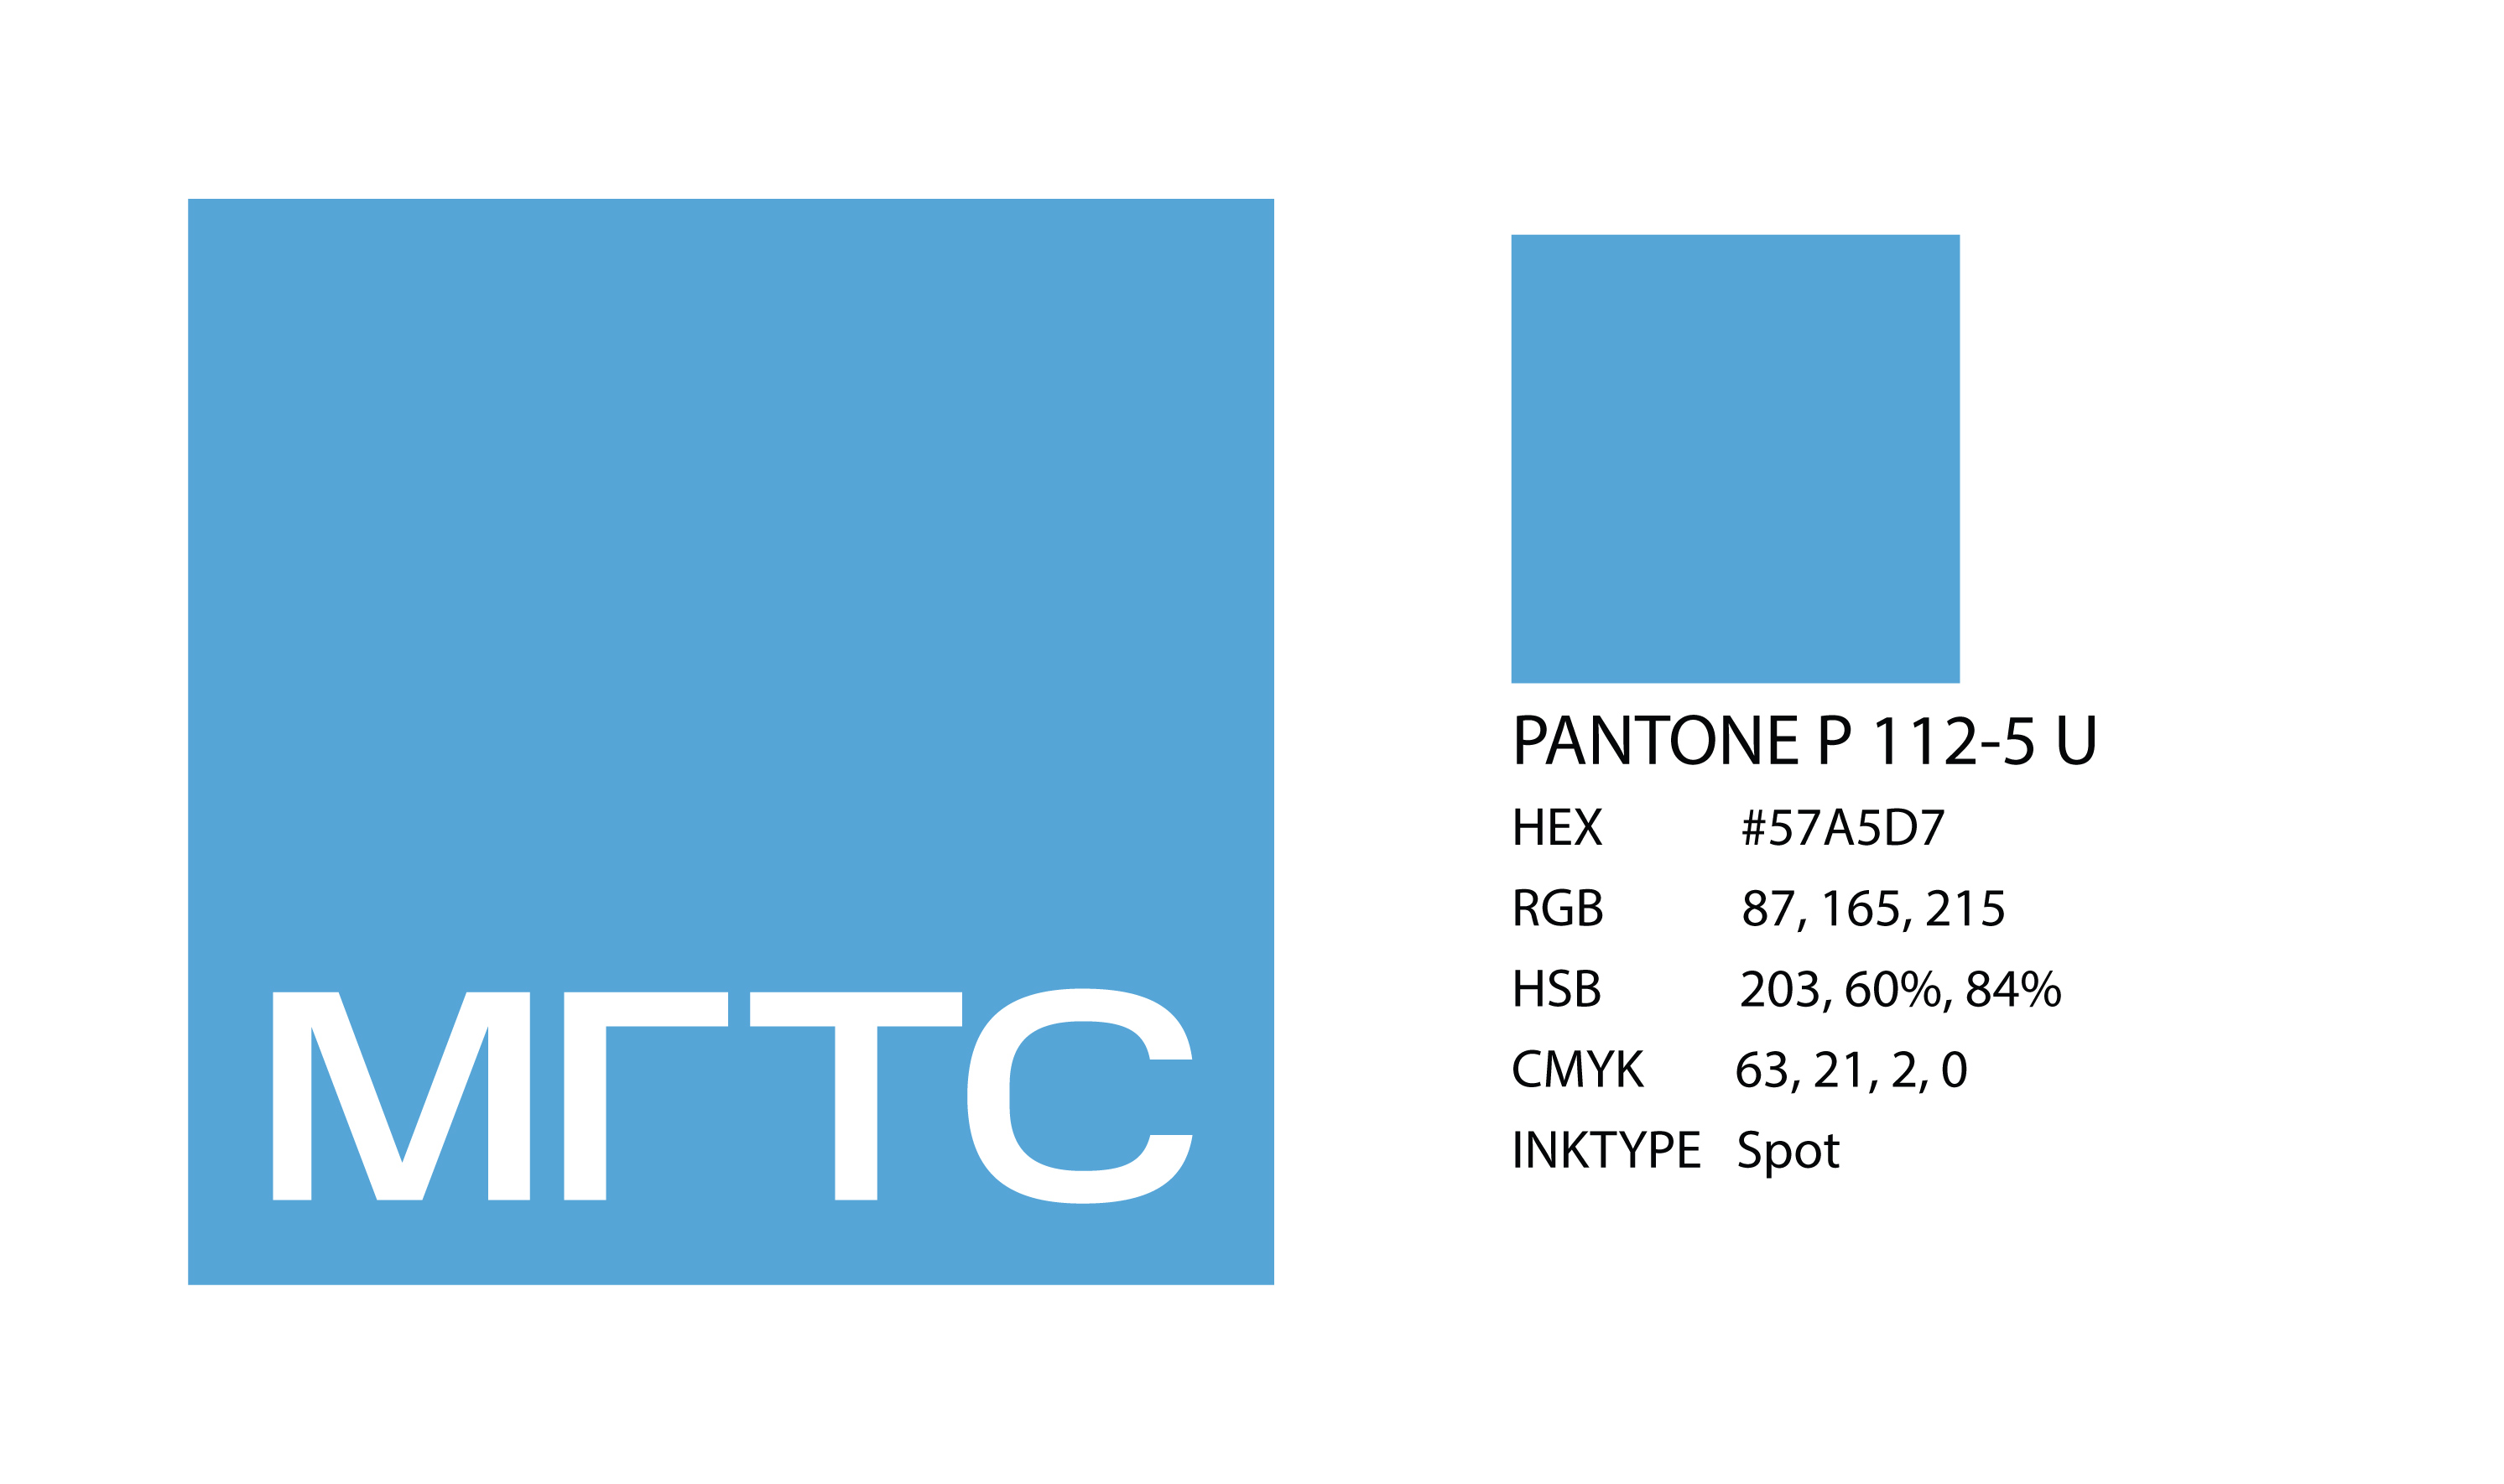 МГТС
PANTONE P 112-5 U
HEX #57A5D7
RGB 87, 165, 215
HSB 203, 60%, 84%
CMYK 63, 21, 2, 0
INKTYPE Spot